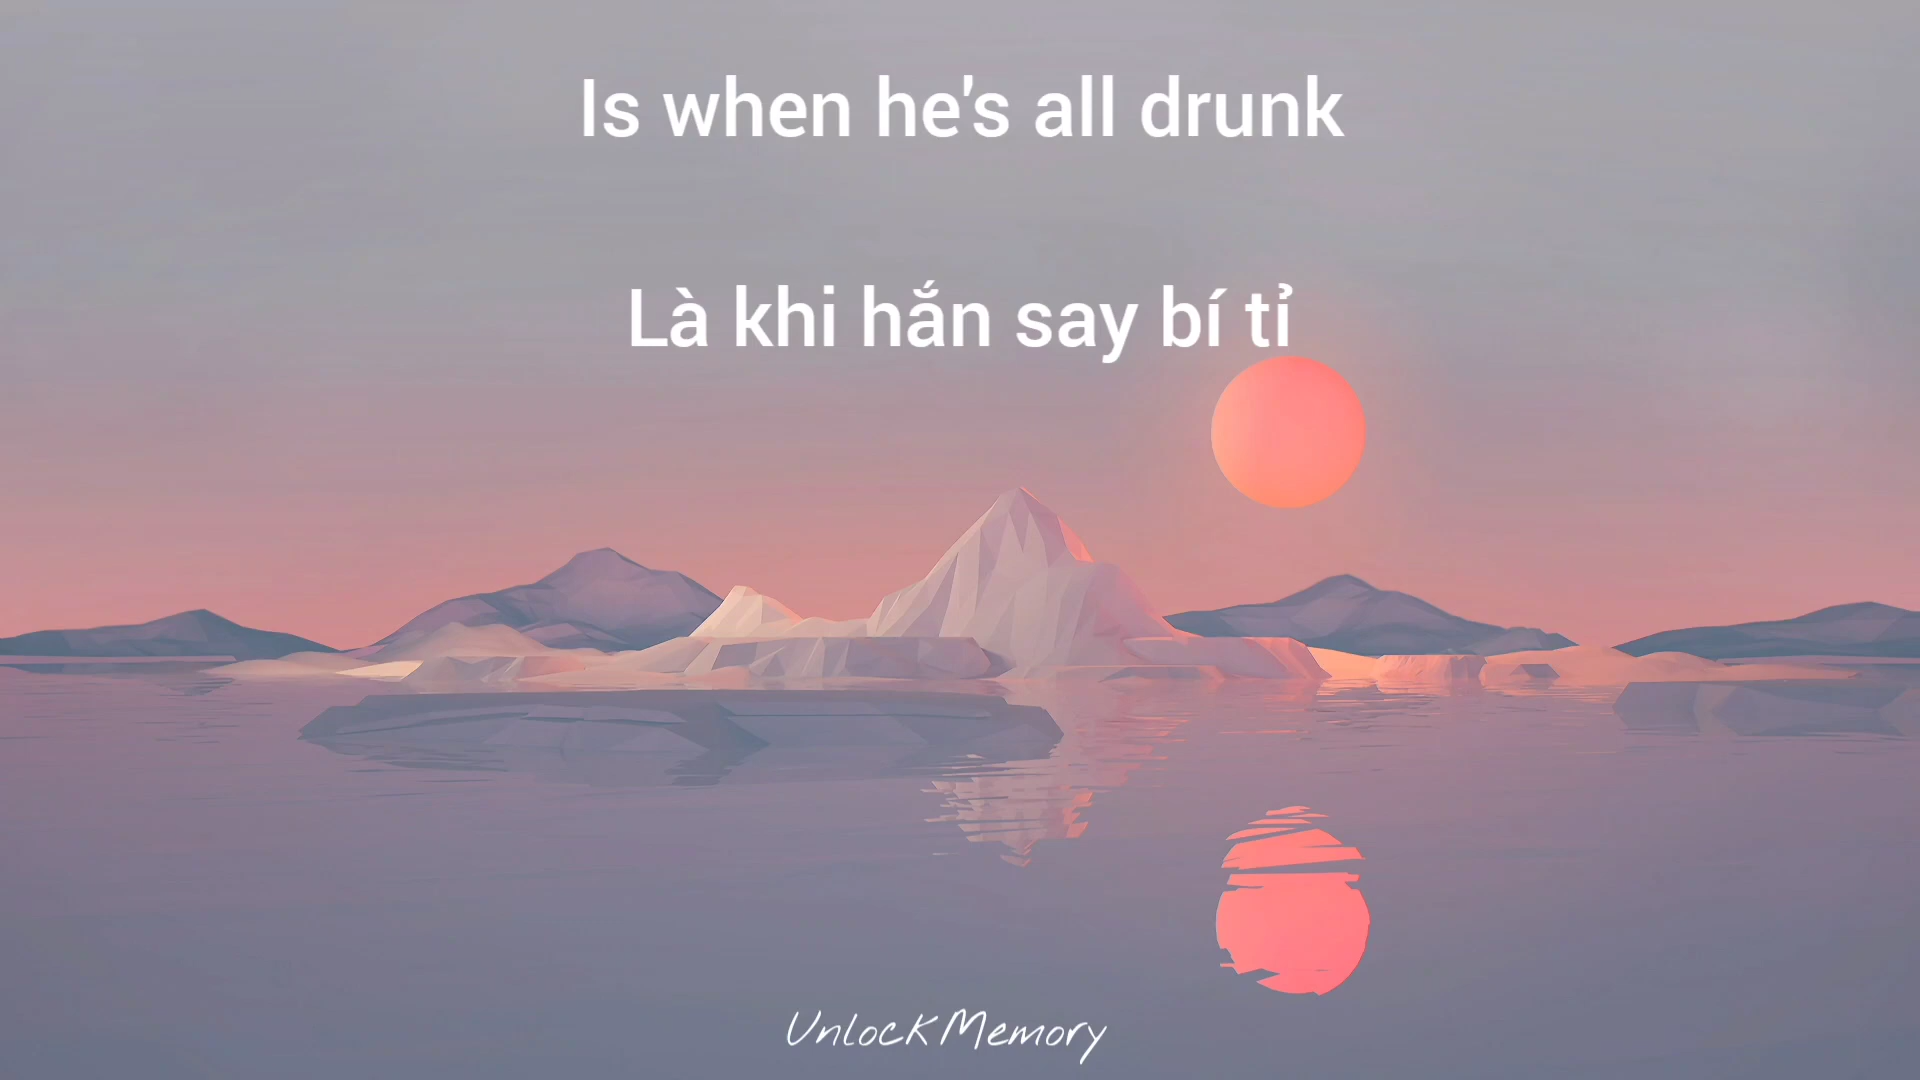 Is when he's all drunk
Là khi hắn say bí tỉ
UnlockMemory